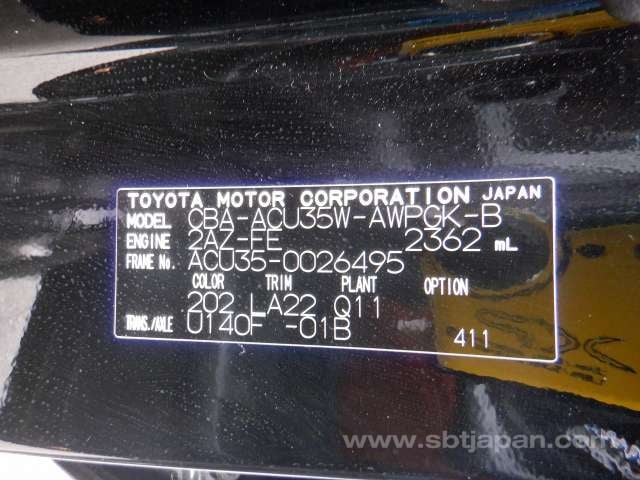 TOYOTA MOTOR CORPORATION JAPAN
MODEL CBA-ACU35W-AWPGK-B
ENGINE 2AZ-FE 2362 mL
FRAME No. ACU35-0026495
COLOR TRIM PLANT OPTION
202 LA22 Q11
TRANS./AXLE U140F -01B 411
www.sbtjapan.com